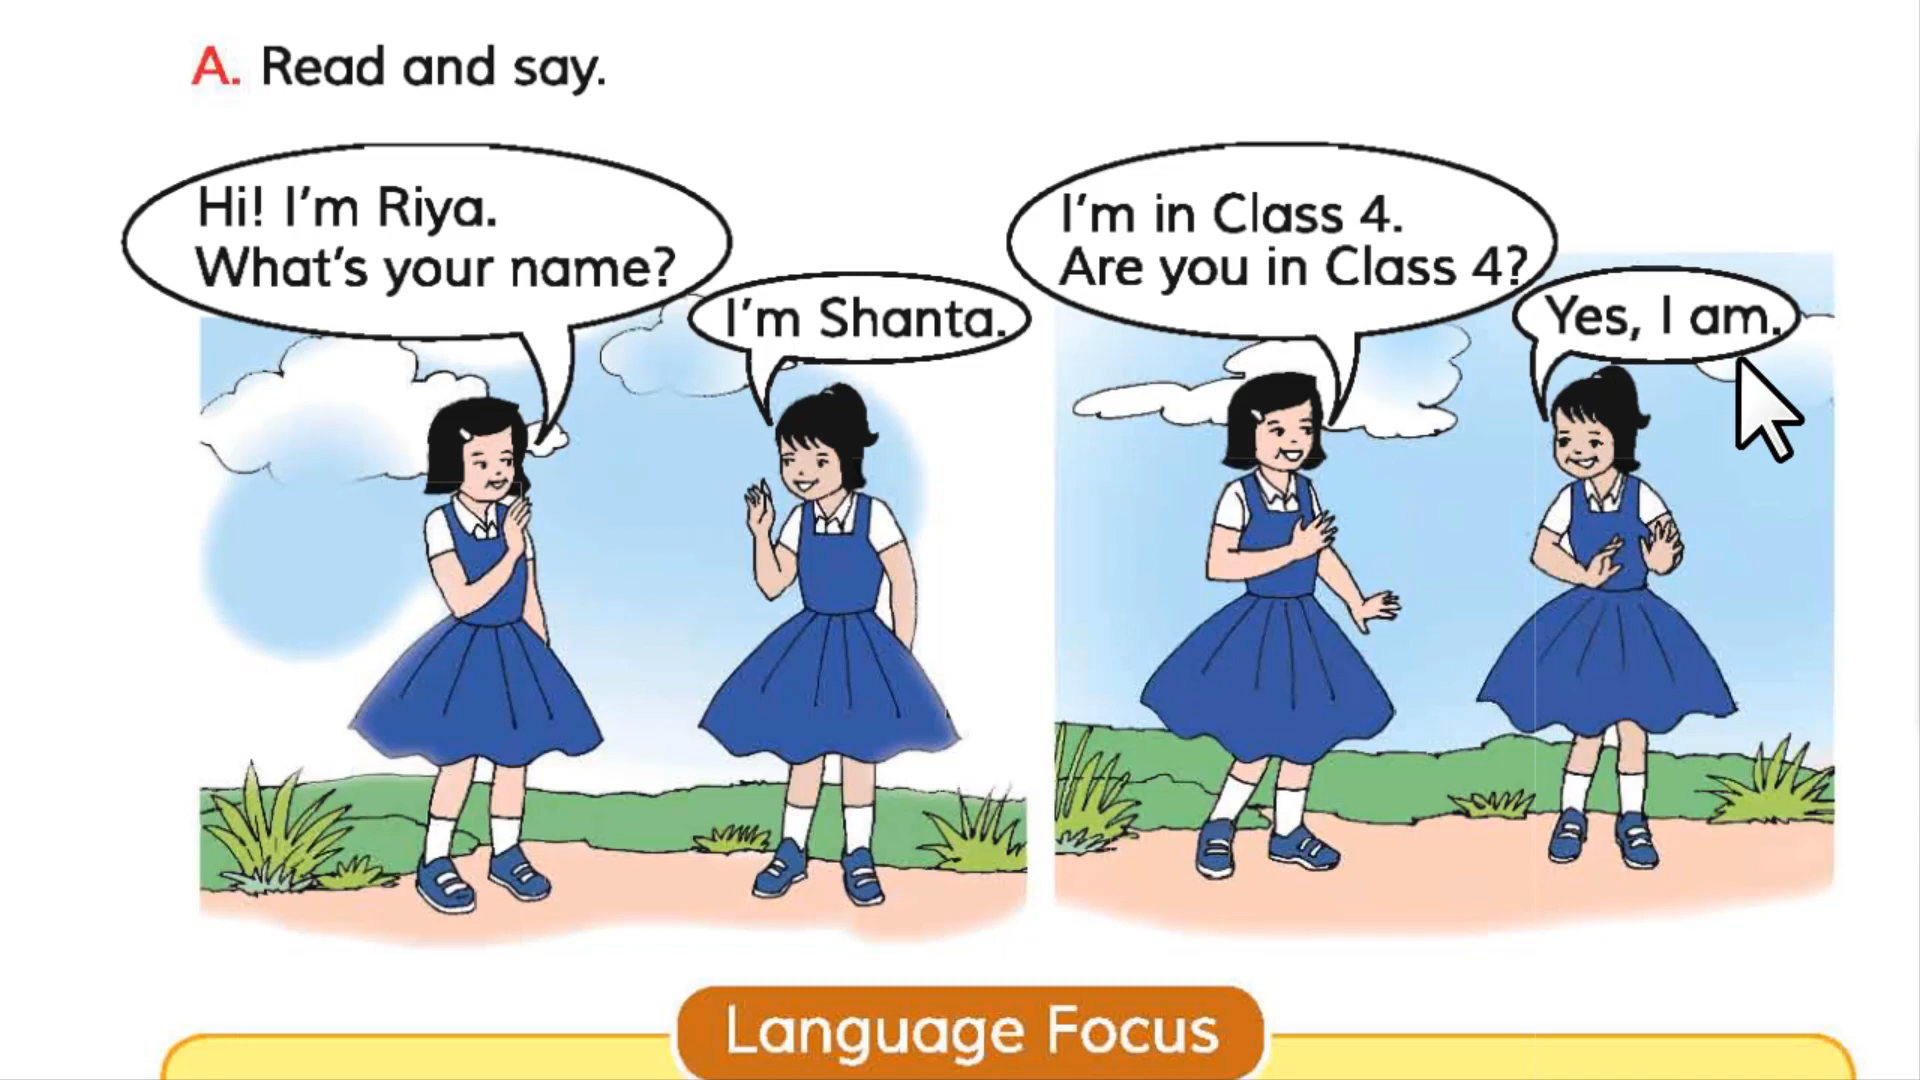 A. Read and say.
Hi! I'm Riya.
What's your name?
I'm Shanta.
I'm in Class 4.
Are you in Class 4?
Yes, I am.
Language Focus